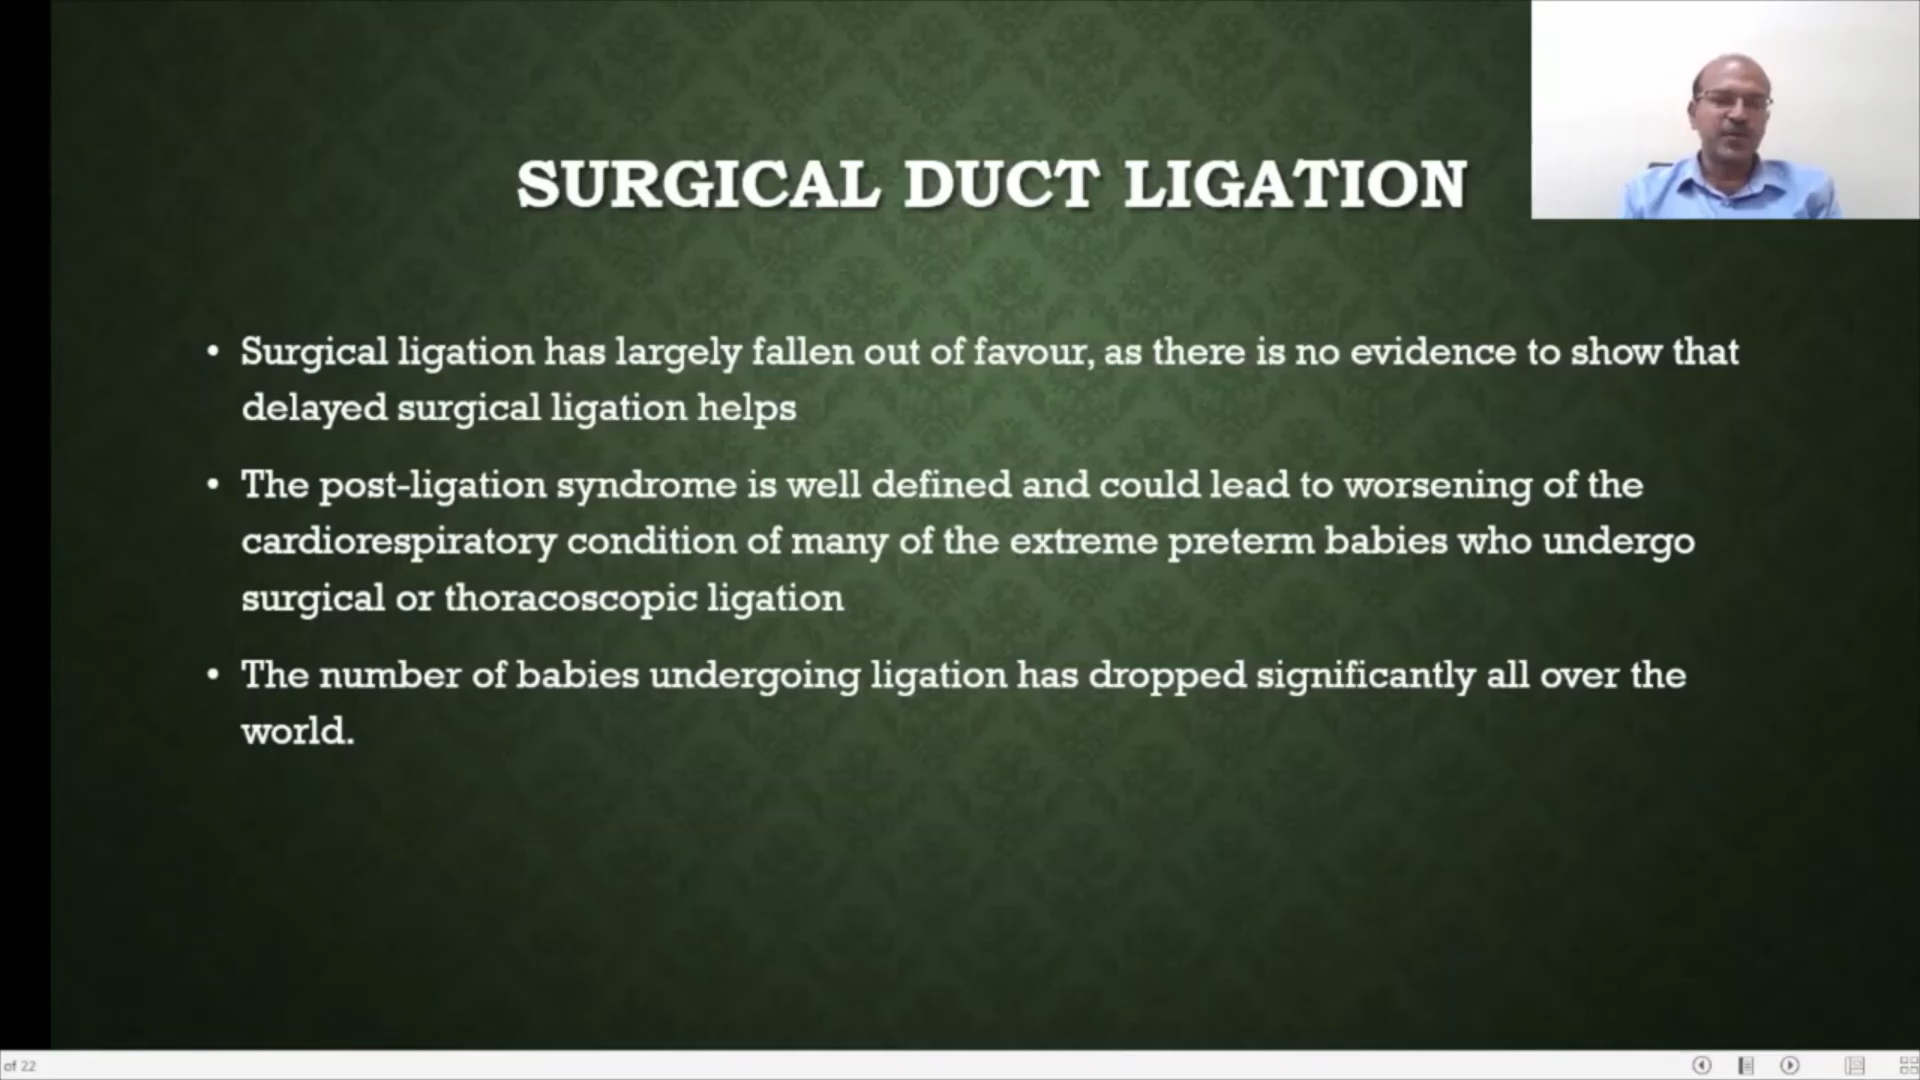 SURGICAL DUCT LIGATION
• Surgical ligation has largely fallen out of favour, as there is no evidence to show that
delayed surgical ligation helps
• The post-ligation syndrome is well defined and could lead to worsening of the
cardiorespiratory condition of many of the extreme preterm babies who undergo
surgical or thoracoscopic ligation
• The number of babies undergoing ligation has dropped significantly all over the
world.
of 22